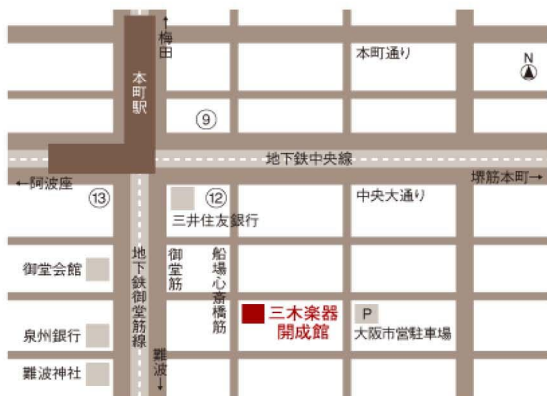 ↑梅田
本町通り
N
本町駅
⑨
地下鉄中央線
←阿波座
堺筋本町→
⑬
⑫
中央大通り
三井住友銀行
御堂会館
地下鉄御堂筋線
御堂筋
船場心斎橋筋
三木楽器
開成館
P
大阪市営駐車場
泉州銀行
難波神社
難波→